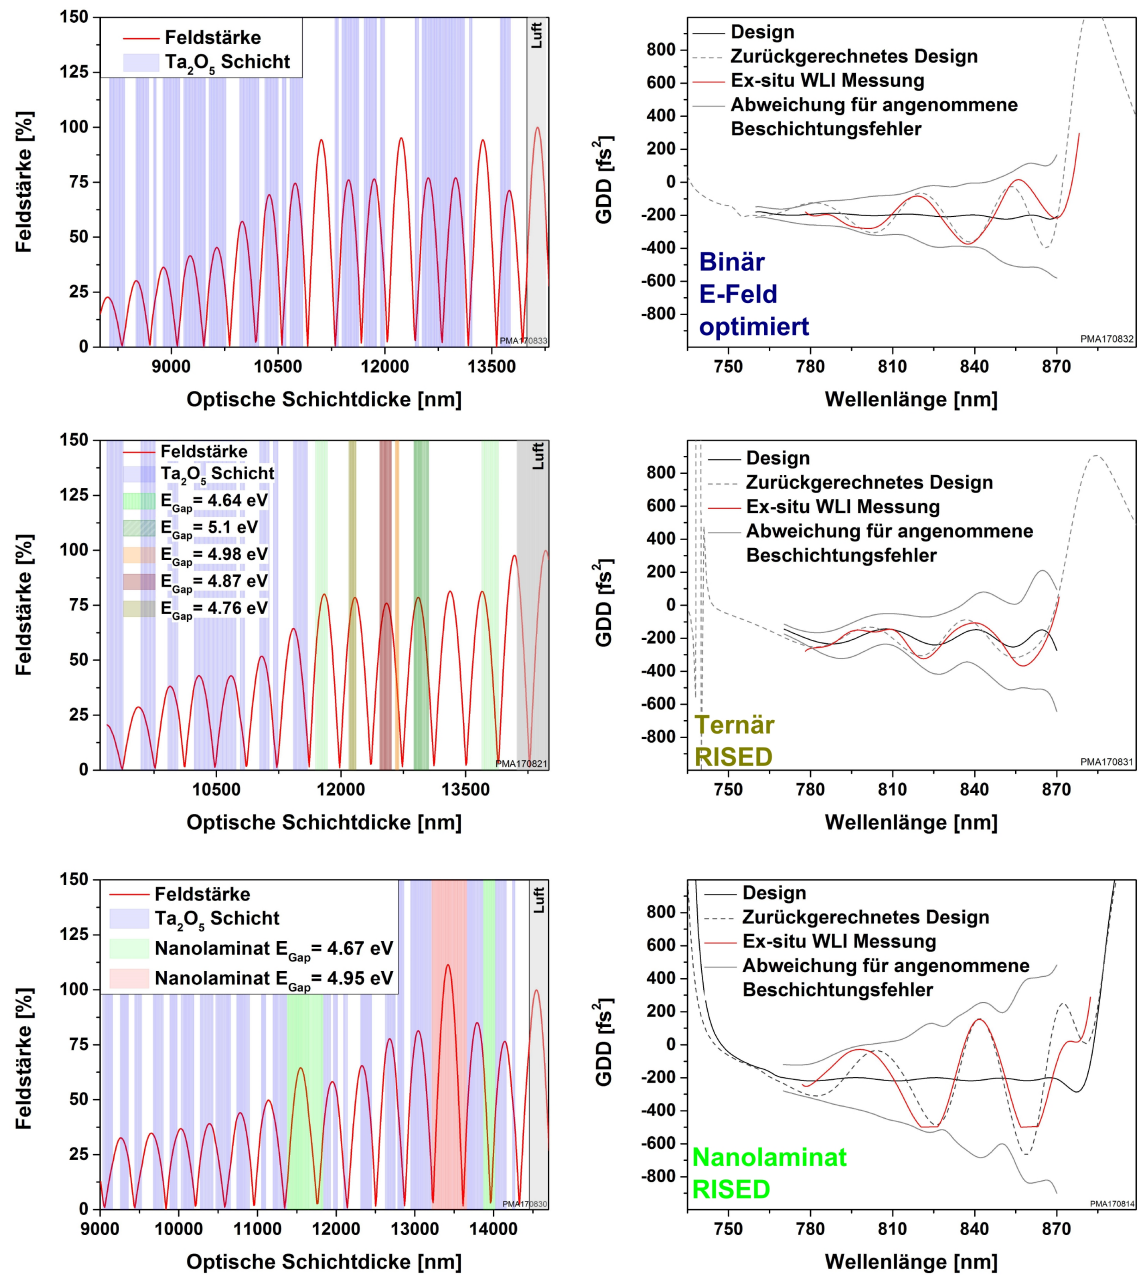 150
125
100
75
50
25
0
Feldstärke [%]
Feldstärke
Ta2O5 Schicht
Luft
PMA170833
9000
10500
12000
13500
Optische Schichtdicke [nm]
800
600
400
200
0
-200
-400
-600
-800
GDD [fs²]
Design
Zurückgerechnetes Design
Ex-situ WLI Messung
Abweichung für angenommene
Beschichtungsfehler
Binär
E-Feld
optimiert
PMA170832
750
780
810
840
870
Wellenlänge [nm]
150
125
100
75
50
25
0
Feldstärke [%]
Feldstärke
Ta2O5 Schicht
EGap= 4.64 eV
EGap= 5.1 eV
EGap= 4.98 eV
EGap= 4.87 eV
EGap= 4.76 eV
Luft
PMA170821
10500
12000
13500
Optische Schichtdicke [nm]
800
600
400
200
0
-200
-400
-600
-800
GDD [fs²]
Design
Zurückgerechnetes Design
Ex-situ WLI Messung
Abweichung für angenommene
Beschichtungsfehler
Ternär
RISED
PMA170831
750
780
810
840
870
Wellenlänge [nm]
150
125
100
75
50
25
0
Feldstärke [%]
Feldstärke
Ta2O5 Schicht
Nanolaminat EGap= 4.67 eV
Nanolaminat EGap= 4.95 eV
Luft
PMA170830
9000
10000
11000
12000
13000
14000
Optische Schichtdicke [nm]
800
600
400
200
0
-200
-400
-600
-800
GDD [fs²]
Design
Zurückgerechnetes Design
Ex-situ WLI Messung
Abweichung für angenommene
Beschichtungsfehler
Nanolaminat
RISED
PMA170814
750
780
810
840
870
Wellenlänge [nm]